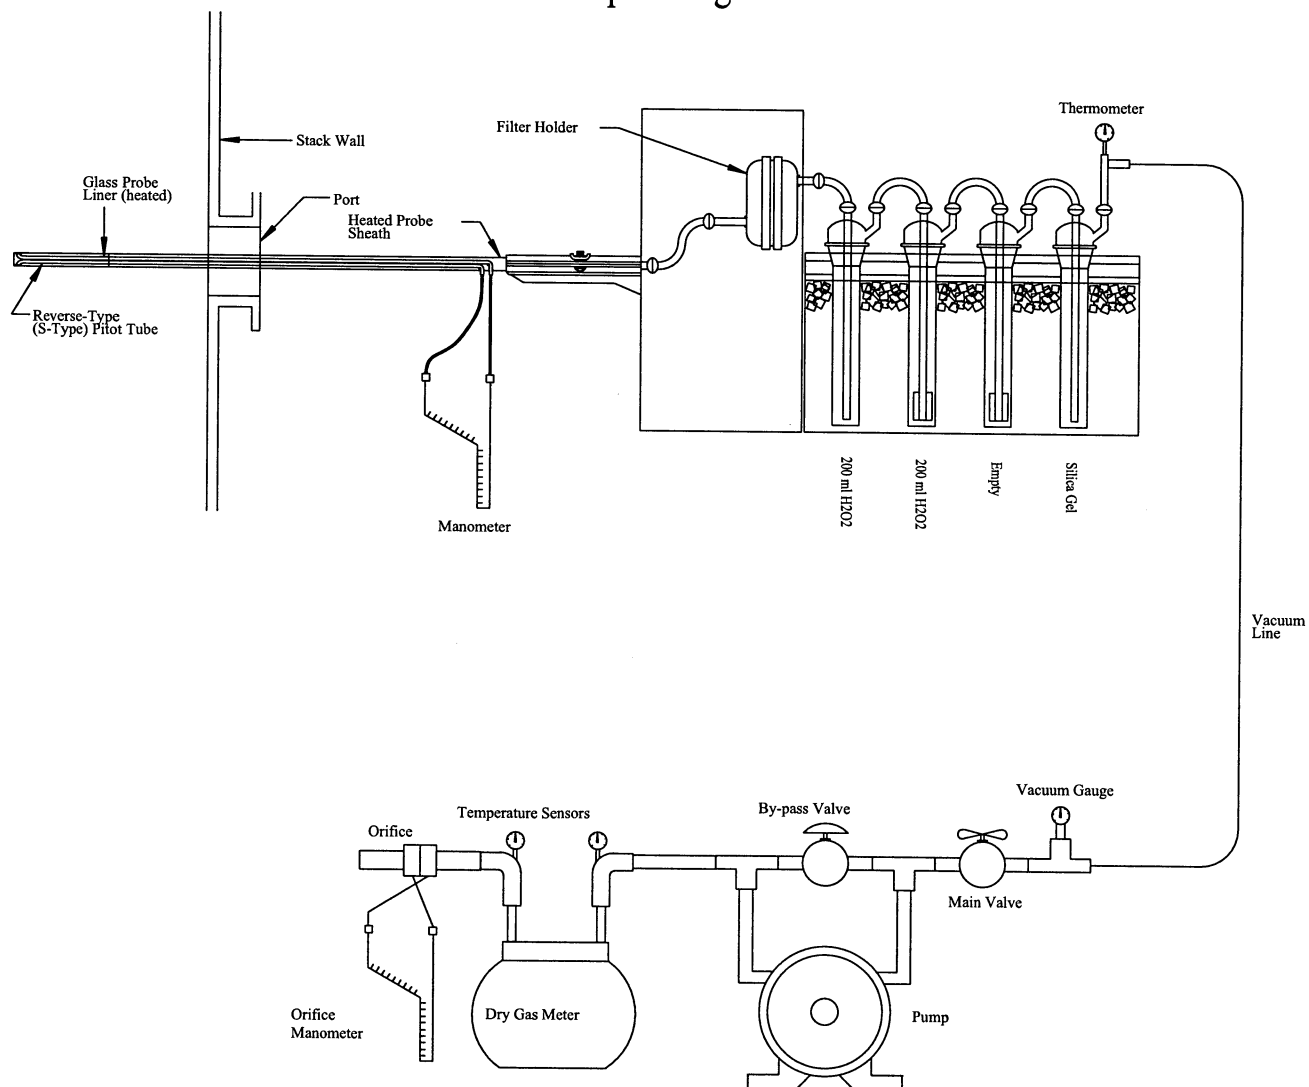 Thermometer
Filter Holder
Stack Wall
Glass Probe
Liner (heated)
Port
Heated Probe
Sheath
Reverse-Type
(S-Type) Pitot Tube
Manometer
200 ml H2O2
200 ml H2O2
Empty
Silica Gel
Vacuum
Line
Vacuum Gauge
By-pass Valve
Temperature Sensors
Orifice
Main Valve
Orifice
Manometer
Dry Gas Meter
Pump